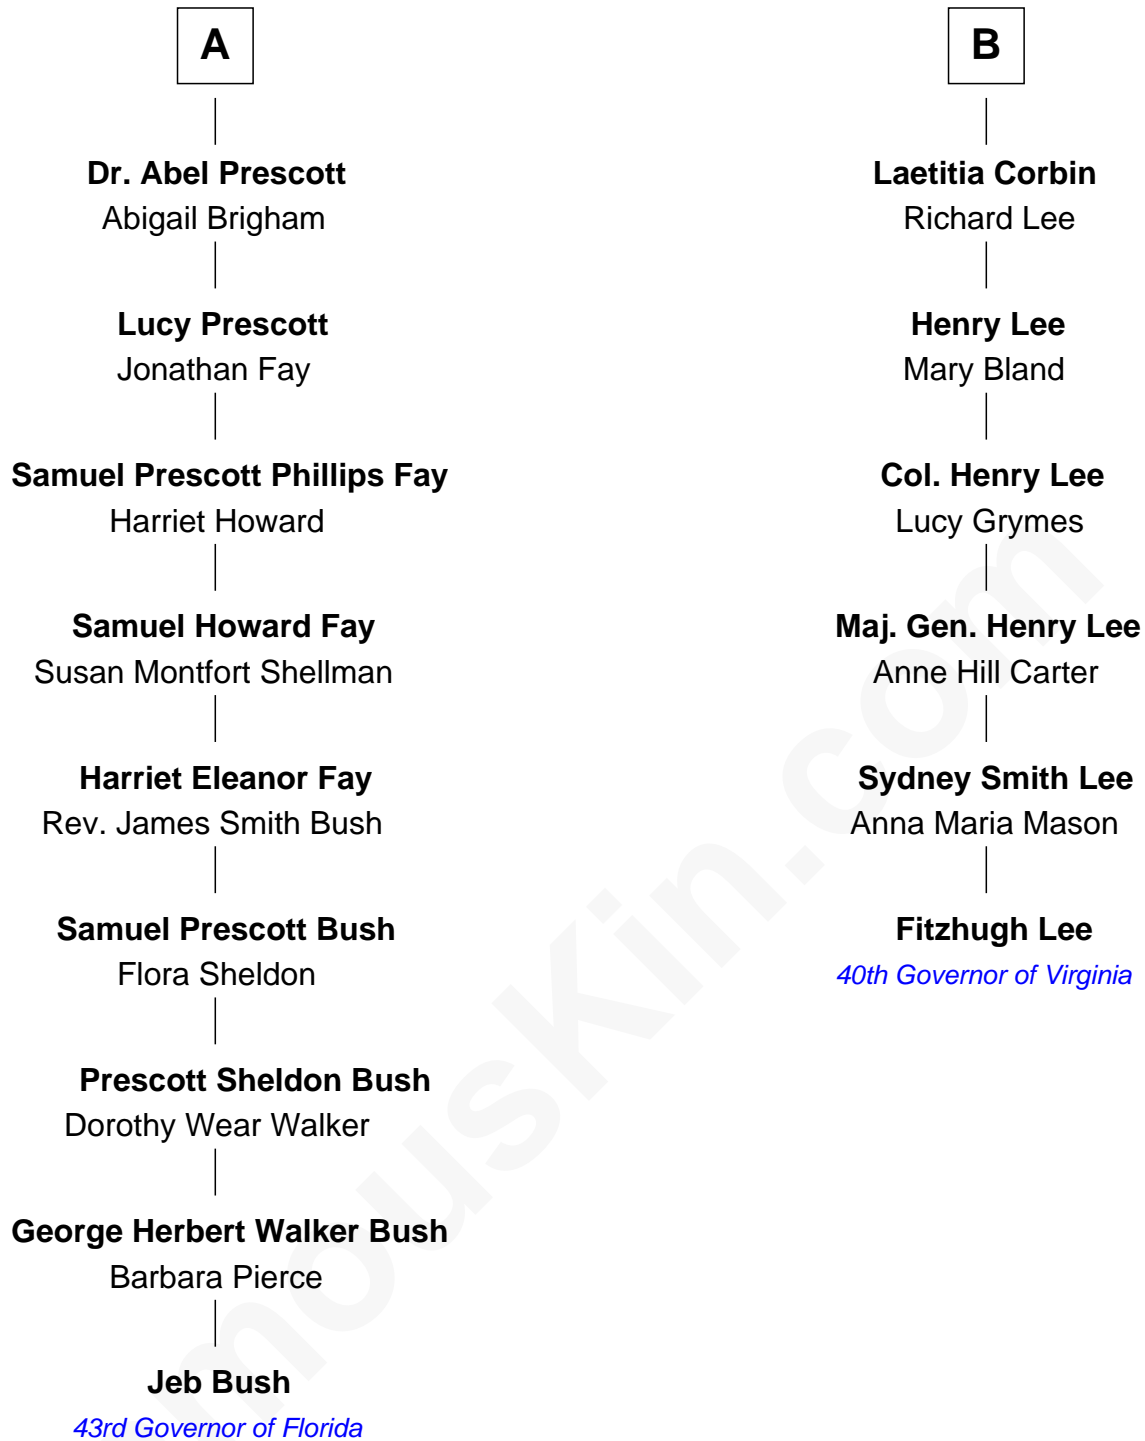 A
Dr. Abel Prescott
Abigail Brigham
Lucy Prescott
Jonathan Fay
Samuel Prescott Phillips Fay
Harriet Howard
Samuel Howard Fay
Susan Montfort Shellman
Harriet Eleanor Fay
Rev. James Smith Bush
Samuel Prescott Bush
Flora Sheldon
Prescott Sheldon Bush
Dorothy Wear Walker
George Herbert Walker Bush
Barbara Pierce
Jeb Bush
43rd Governor of Florida
B
Laetitia Corbin
Richard Lee
Henry Lee
Mary Bland
Col. Henry Lee
Lucy Grymes
Maj. Gen. Henry Lee
Anne Hill Carter
Sydney Smith Lee
Anna Maria Mason
Fitzhugh Lee
40th Governor of Virginia
mouskin.com